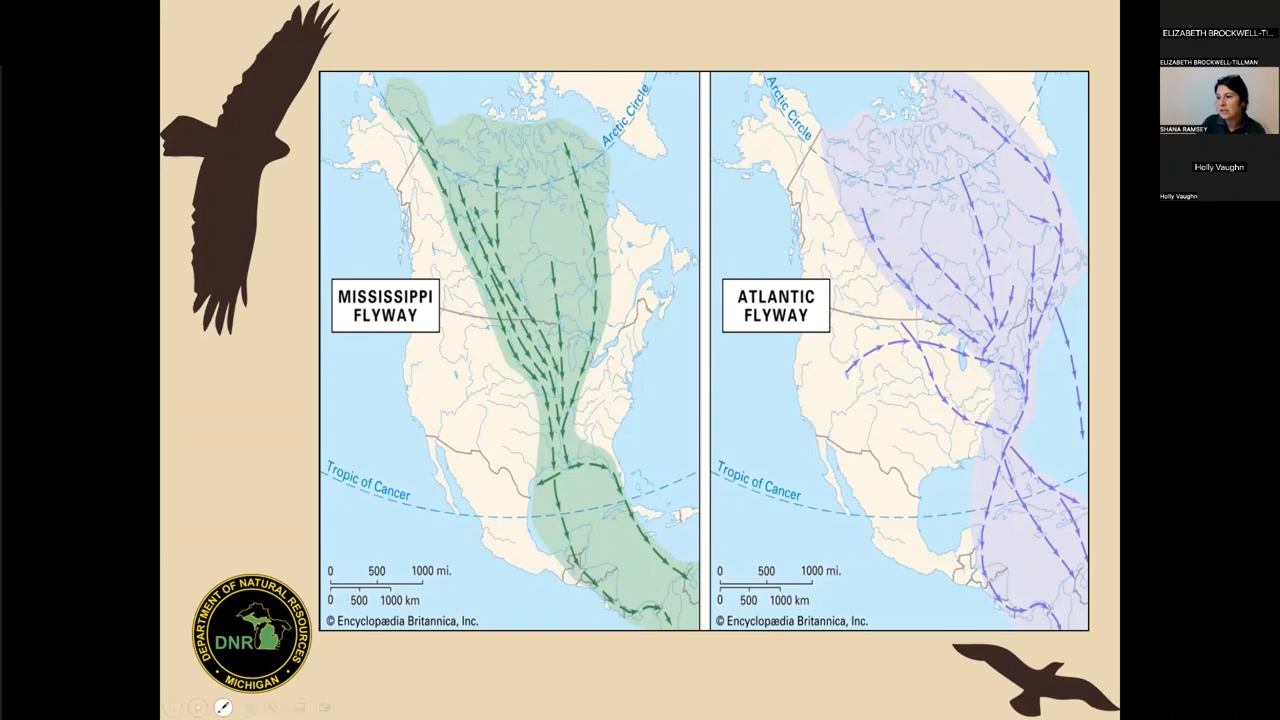 Arctic Circle
MISSISSIPPI
FLYWAY
Tropic of Cancer
0 500 1000 mi.
0 500 1000 km
© Encyclopædia Britannica, Inc.
Arctic Circle
ATLANTIC
FLYWAY
Tropic of Cancer
0 500 1000 mi.
0 500 1000 km
© Encyclopædia Britannica, Inc.
DEPARTMENT OF NATURAL RESOURCES
DNR
MICHIGAN
ELIZABETH BROCKWELL-TI...
ELIZABETH BROCKWELL-TILLMAN
SHANA RAMSEY
Holly Vaughn
Holly Vaughn